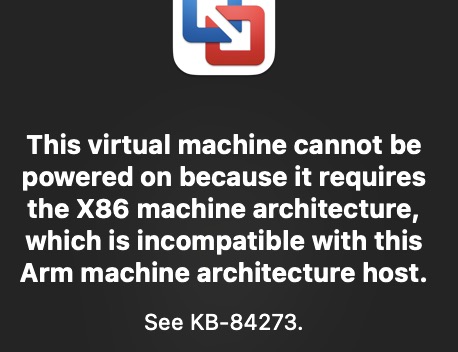 This virtual machine cannot be
powered on because it requires
the X86 machine architecture,
which is incompatible with this
Arm machine architecture host.
See KB-84273.